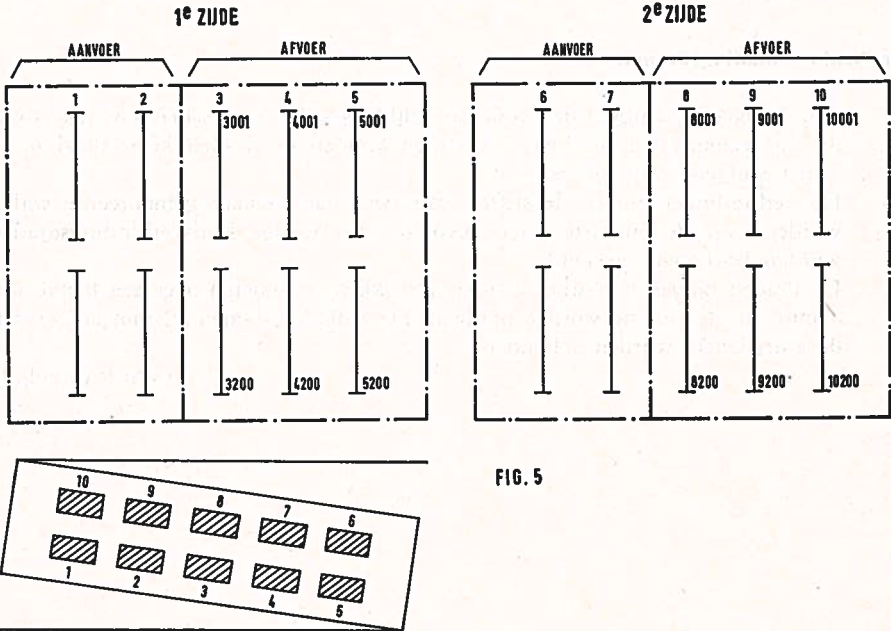 1e ZIJDE
2e ZIJDE
AANVOER AFVOER
AANVOER AFVOER
1 2 3 4 5
3001 4001 5001
3200 4200 5200
6 7 8 9 10
8001 9001 10001
8200 9200 10200
FIG. 5
10 9 8 7 6
1 2 3 4 5